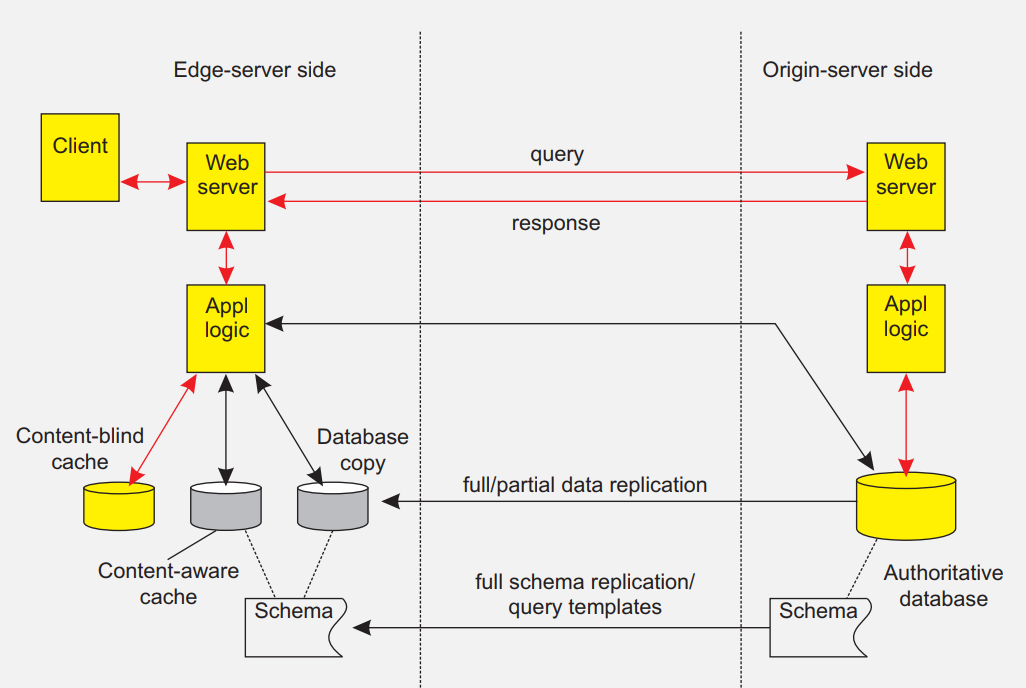 Edge-server side
Origin-server side
Client
Web
server
query
response
Web
server
Appl
logic
Appl
logic
Content-blind
cache
Database
copy
full/partial data replication
Content-aware
cache
Authoritative
database
full schema replication/
query templates
Schema
Schema